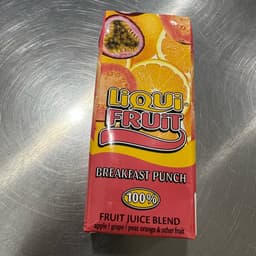 LiQUi
FRUiT
BREAKFAST PUNCH
100%
FRUIT JUICE BLEND
apple / grape / pear, orange & other fruit